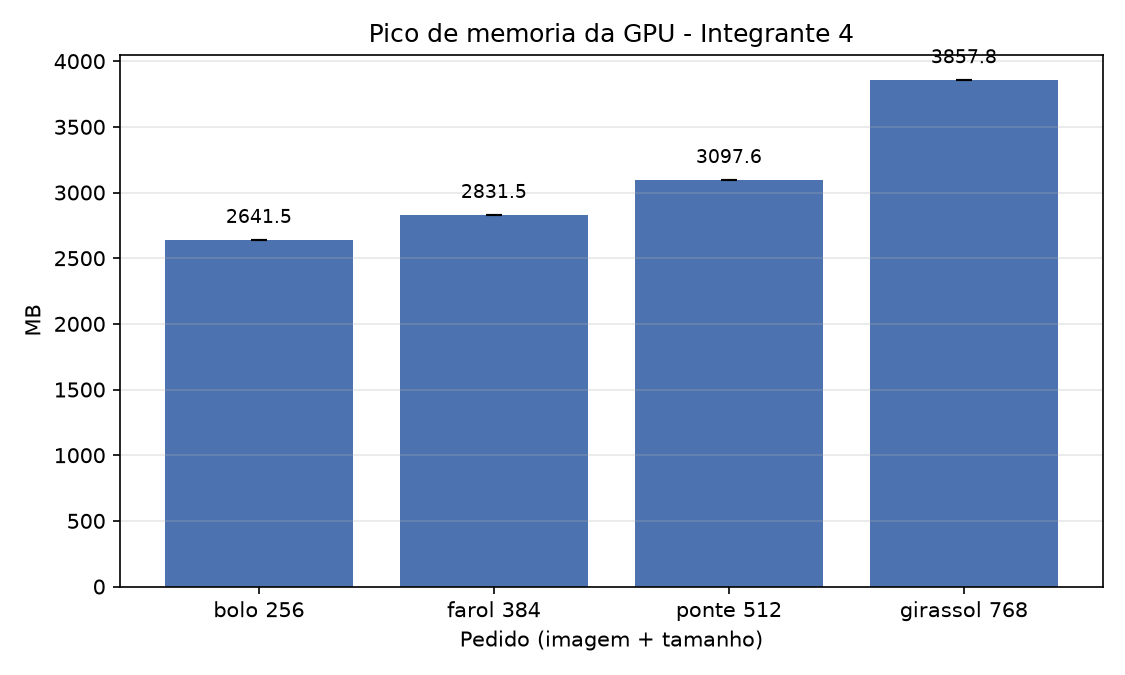 Pico de memoria da GPU - Integrante 4
4000
3500
3000
2500
2000
1500
1000
500
0
MB
2641.5
2831.5
3097.6
3857.8
bolo 256
farol 384
ponte 512
girassol 768
Pedido (imagem + tamanho)